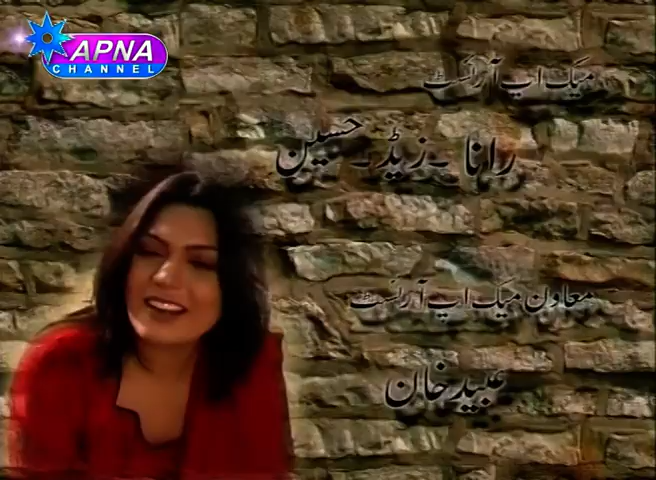 APNA
CHANNEL
میک اپ آرٹسٹ
رانا ۔ زیڈ ۔ حسین
معاون میک اپ آرٹسٹ
عبید خان